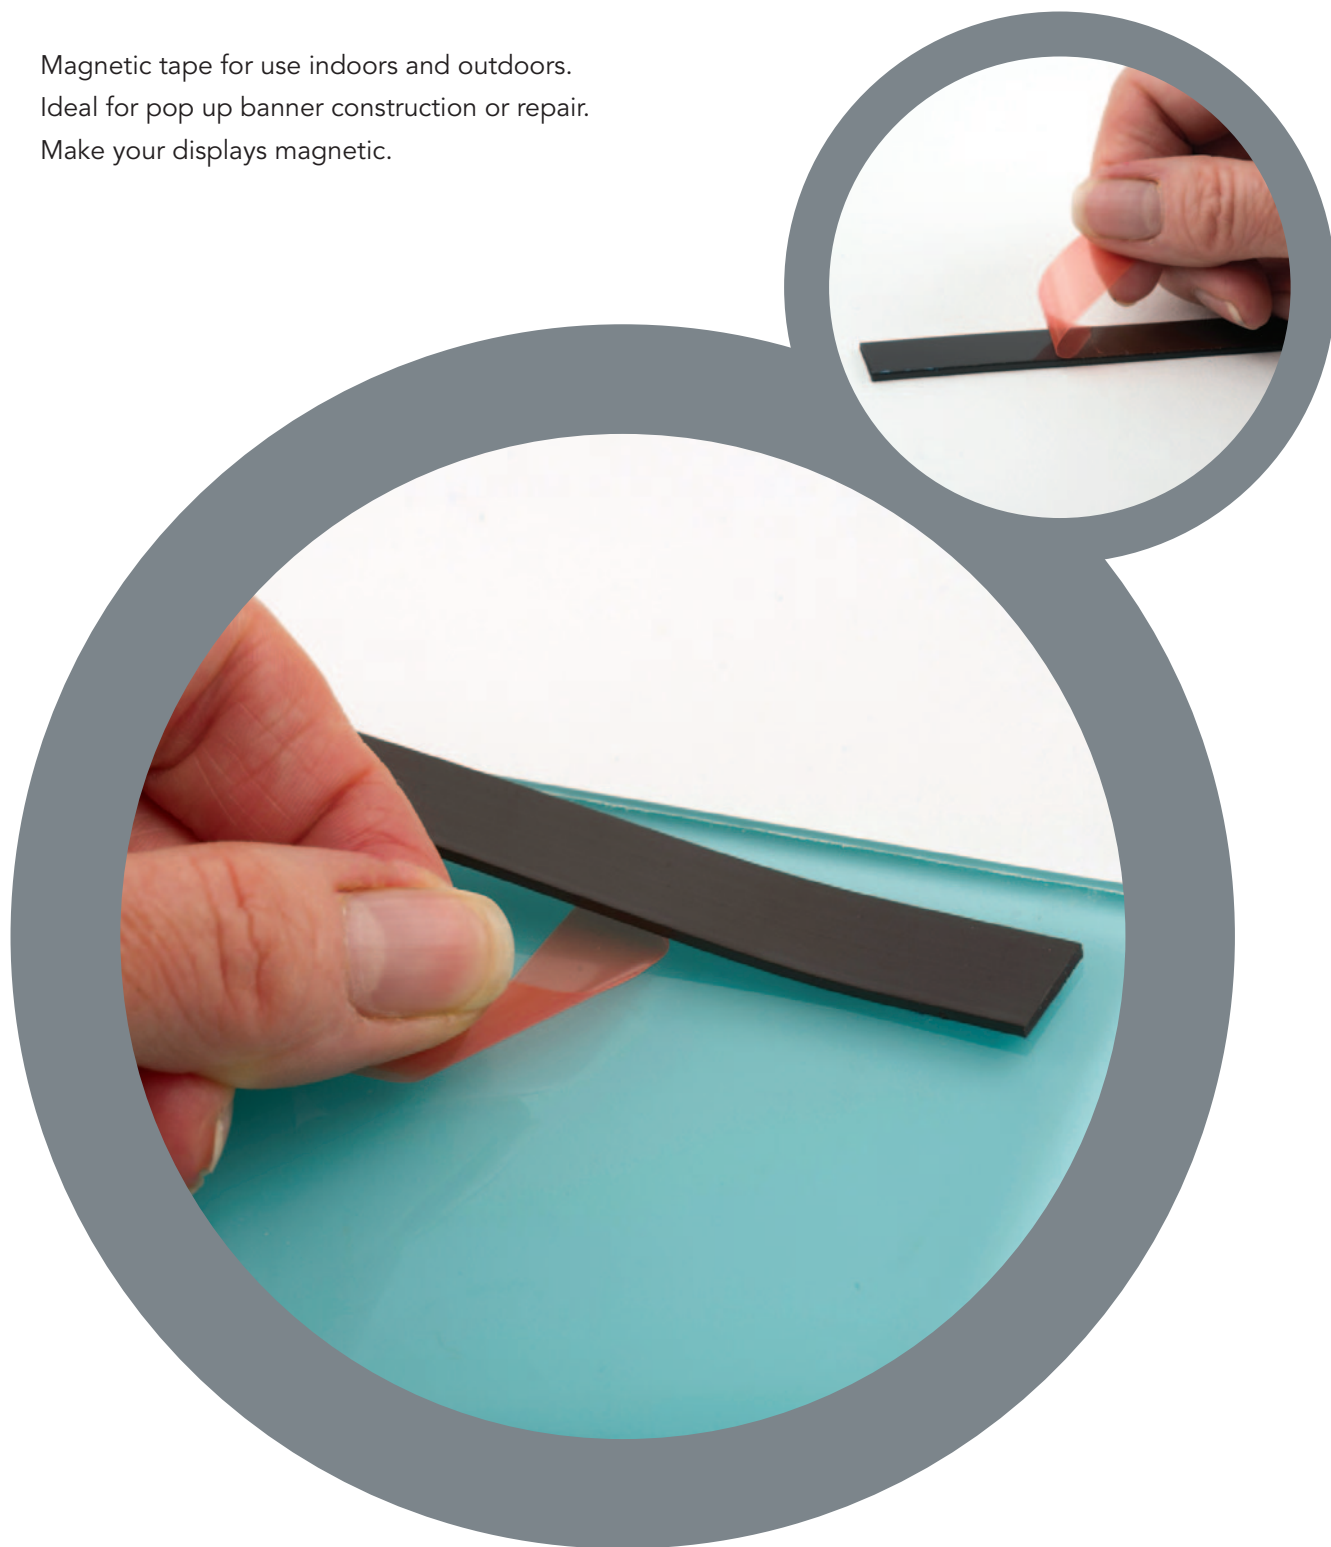 Magnetic tape for use indoors and outdoors.
Ideal for pop up banner construction or repair.
Make your displays magnetic.